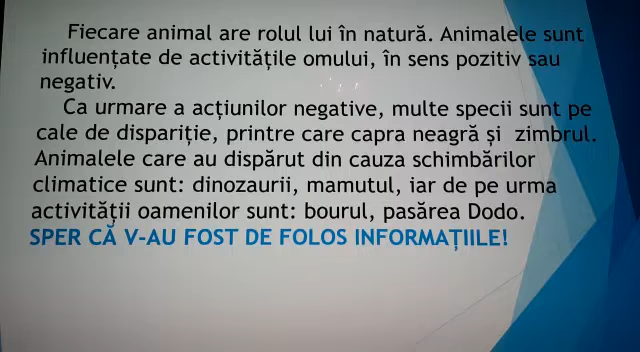 Fiecare animal are rolul lui în natură. Animalele sunt
influențate de activitățile omului, în sens pozitiv sau
negativ.
Ca urmare a acțiunilor negative, multe specii sunt pe
cale de dispariție, printre care capra neagră și zimbrul.
Animalele care au dispărut din cauza schimbărilor
climatice sunt: dinozaurii, mamutul, iar de pe urma
activității oamenilor sunt: bourul, pasărea Dodo.
SPER CĂ V-AU FOST DE FOLOS INFORMAȚIILE!